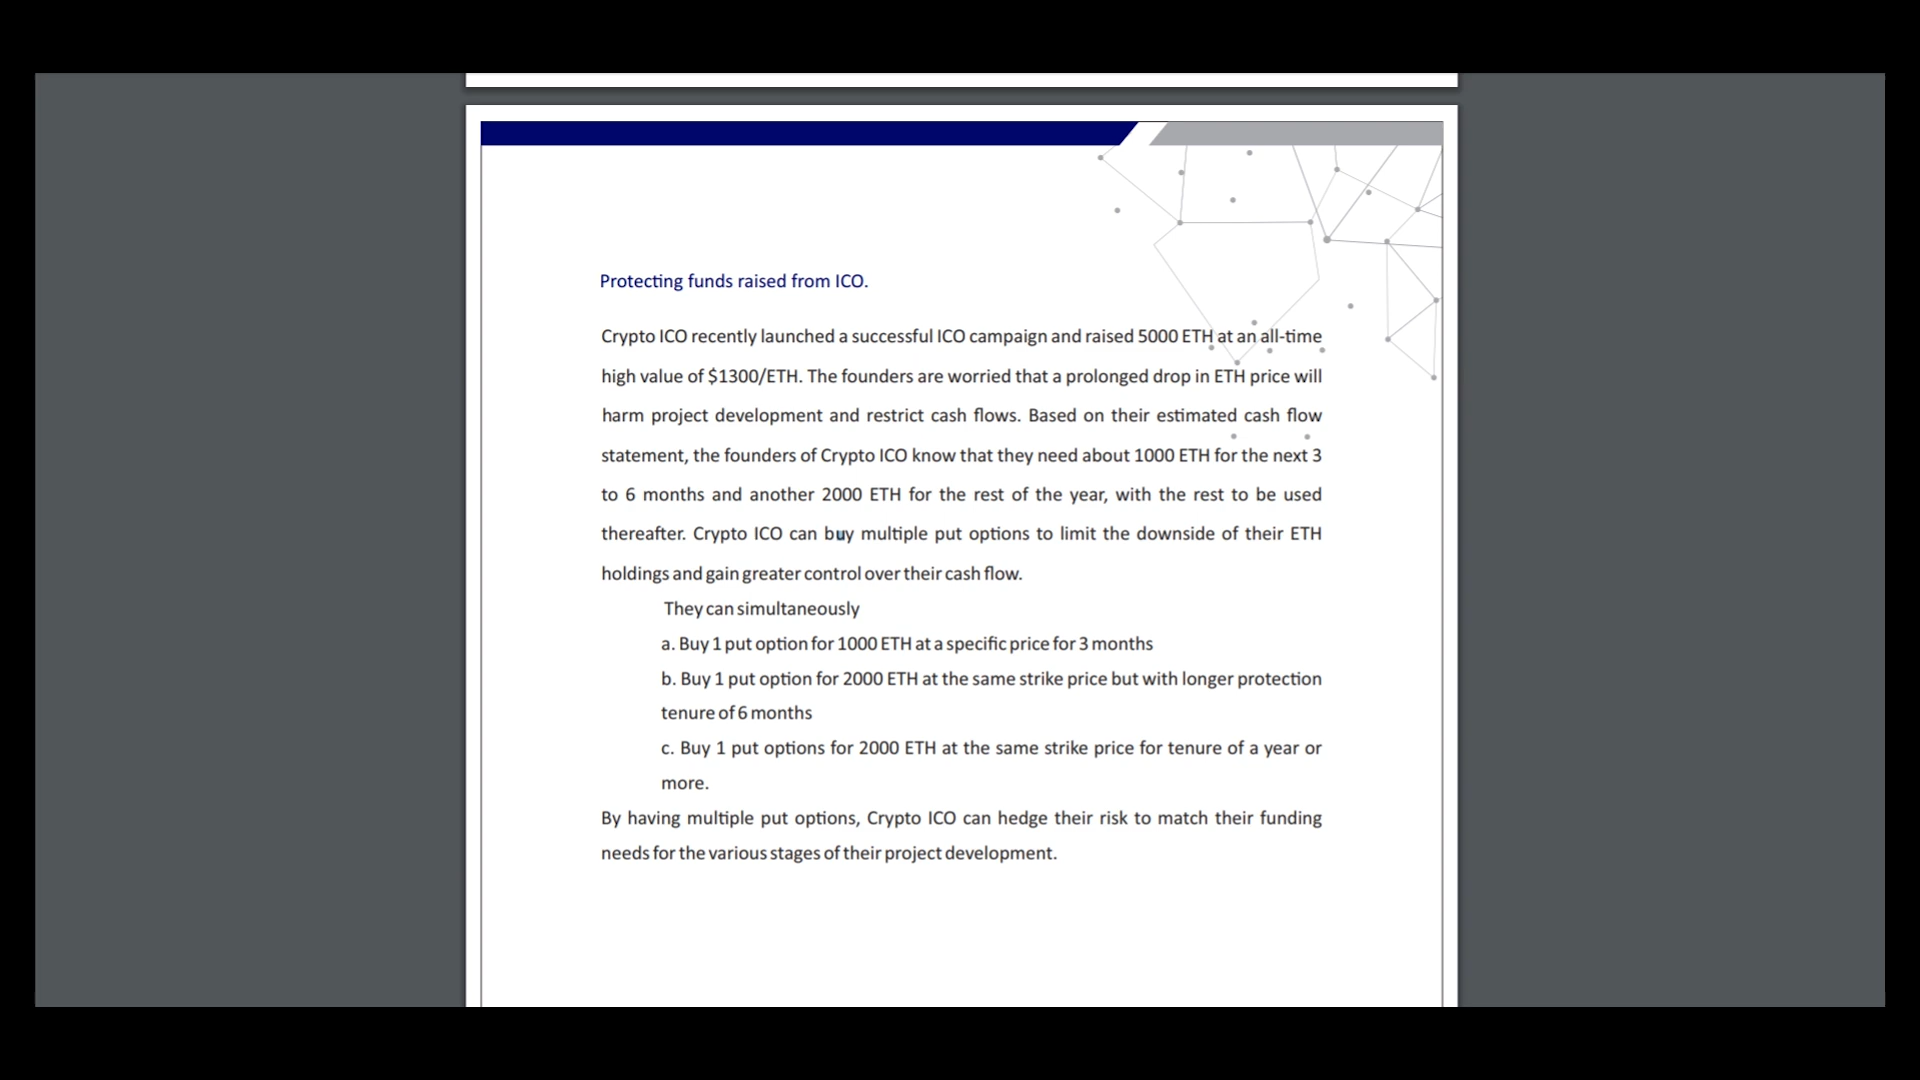 Protecting funds raised from ICO.
Crypto ICO recently launched a successful ICO campaign and raised 5000 ETH at an all-time
high value of $1300/ETH. The founders are worried that a prolonged drop in ETH price will
harm project development and restrict cash flows. Based on their estimated cash flow
statement, the founders of Crypto ICO know that they need about 1000 ETH for the next 3
to 6 months and another 2000 ETH for the rest of the year, with the rest to be used
thereafter. Crypto ICO can buy multiple put options to limit the downside of their ETH
holdings and gain greater control over their cash flow.
They can simultaneously
a. Buy 1 put option for 1000 ETH at a specific price for 3 months
b. Buy 1 put option for 2000 ETH at the same strike price but with longer protection
tenure of 6 months
c. Buy 1 put options for 2000 ETH at the same strike price for tenure of a year or
more.
By having multiple put options, Crypto ICO can hedge their risk to match their funding
needs for the various stages of their project development.